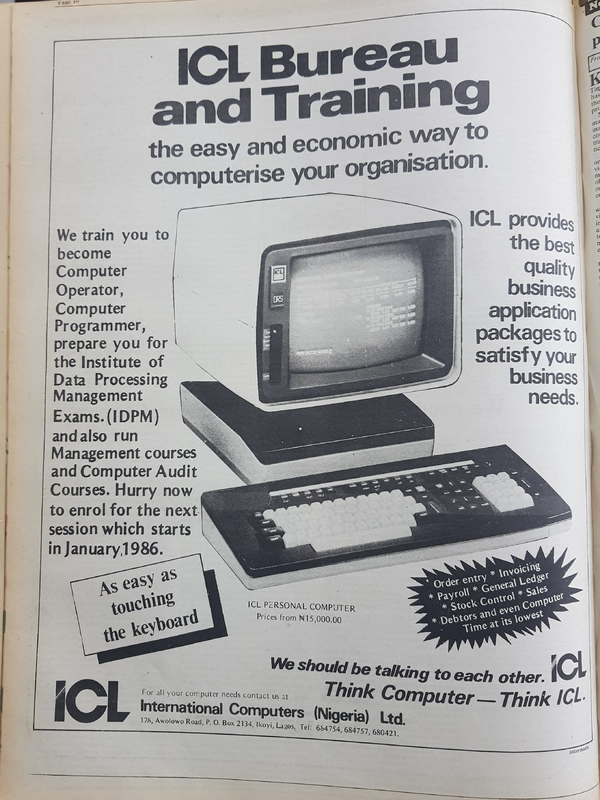 Page 10
ICL Bureau
and Training
the easy and economic way to
computerise your organisation.
We train you to
become
Computer
Operator,
Computer
Programmer,
prepare you for
the Institute of
Data Processing
Management
Exams. (IDPM)
and also run
Management courses
and Computer Audit
Courses. Hurry now
to enrol for the next
session which starts
in January,1986.
ICL provides
the best
quality
business
application
packages to
satisfy your
business
needs.
ICL
DRS
As easy as
touching
the keyboard
ICL PERSONAL COMPUTER
Prices from ₦15,000.00
Order entry * Invoicing
* Payroll * General Ledger
* Stock Control * Sales
* Debtors and even Computer
Time at its lowest
We should be talking to each other. ICL
Think Computer — Think ICL.
ICL
For all your computer needs contact us at
International Computers (Nigeria) Ltd.
176, Awolowo Road, P. O. Box 2134, Ikoyi, Lagos, Tel: 684754, 684757, 680421.